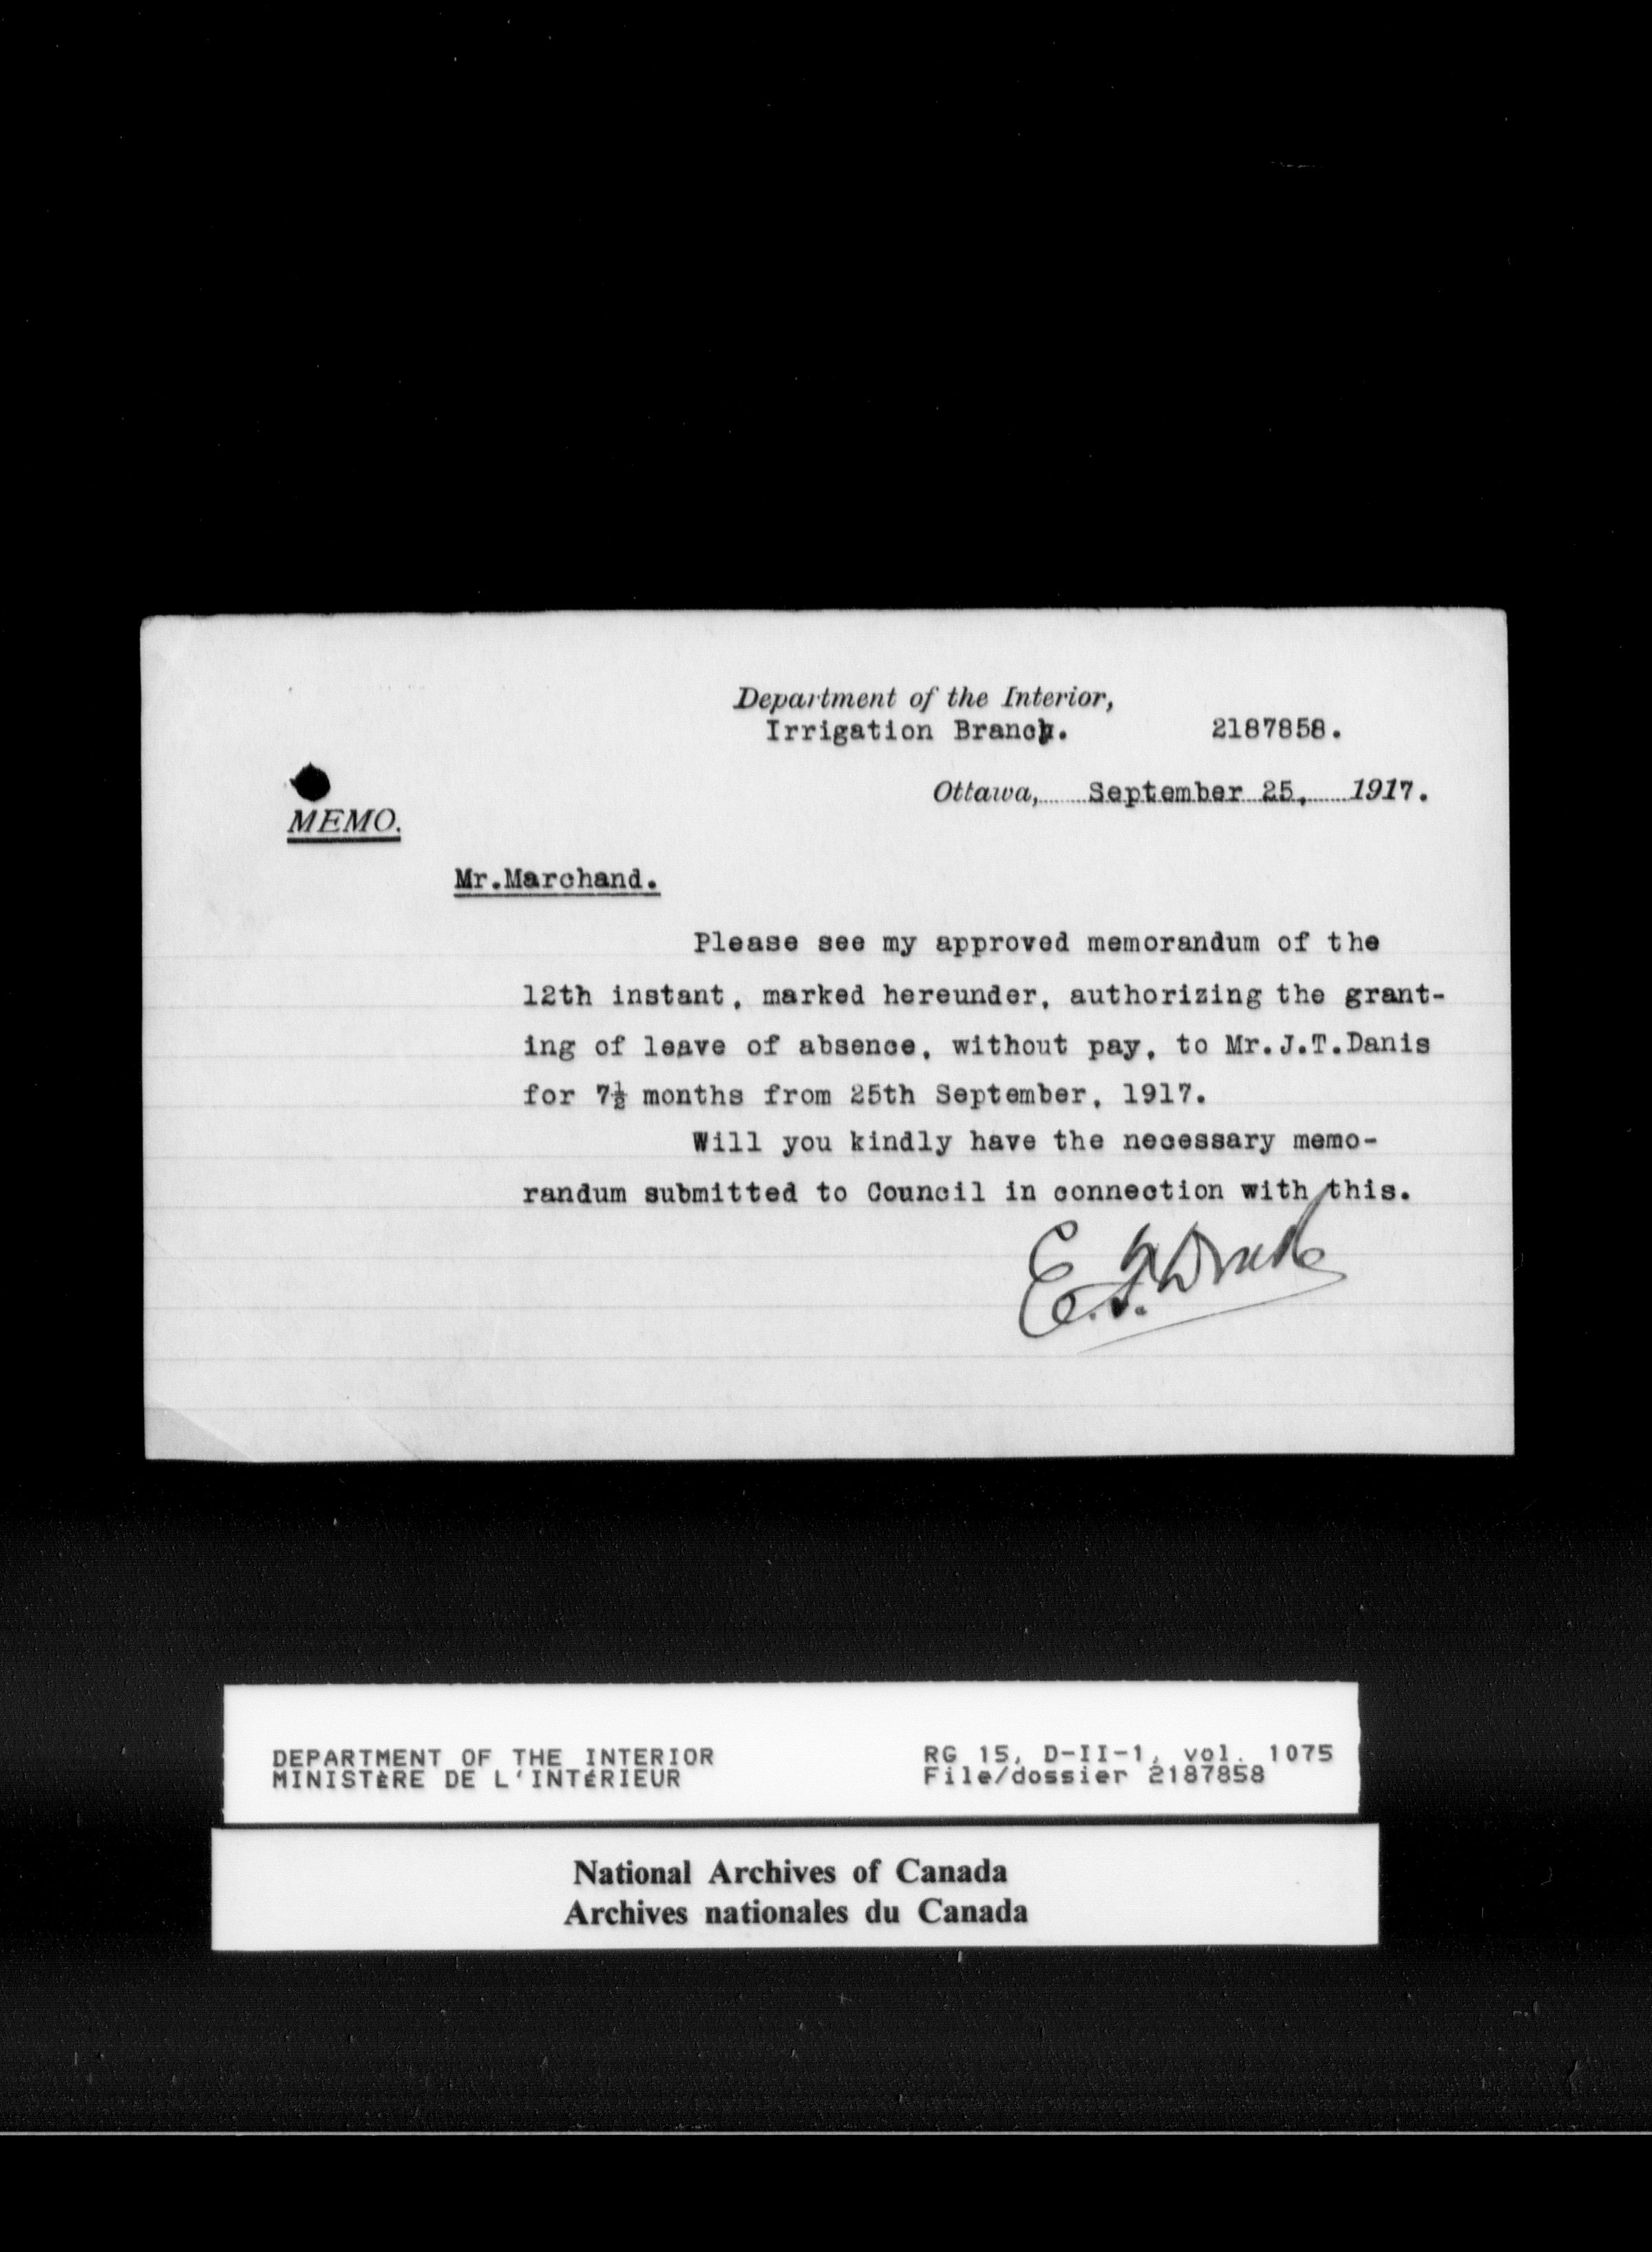 Department of the Interior,
Irrigation Branch. 2187858.
Ottawa, September 25, 1917.
MEMO.
Mr.Marchand.
Please see my approved memorandum of the
12th instant, marked hereunder, authorizing the grant-
ing of leave of absence, without pay, to Mr.J.T.Danis
for 7½ months from 25th September, 1917.
Will you kindly have the necessary memo-
randum submitted to Council in connection with this.
E.F. Drake
DEPARTMENT OF THE INTERIOR RG 15, D-II-1, vol. 1075
MINISTÈRE DE L'INTÉRIEUR File/dossier 2187858
National Archives of Canada
Archives nationales du Canada